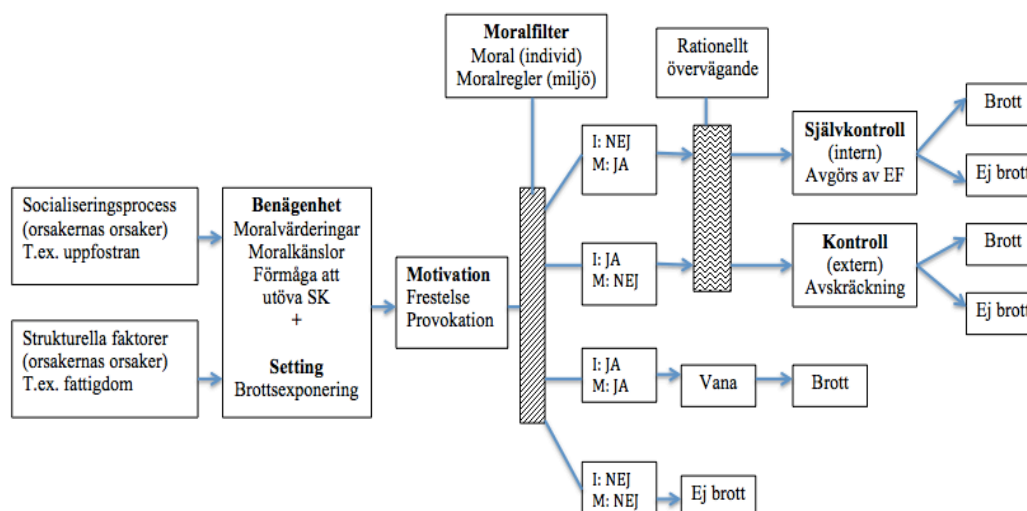 Socialiseringsprocess
(orsakernas orsaker)
T.ex. uppfostran
Strukturella faktorer
(orsakernas orsaker)
T.ex. fattigdom
Benägenhet
Moralvärderingar
Moralkänslor
Förmåga att
utöva SK
+
Setting
Brottsexponering
Motivation
Frestelse
Provokation
Moralfilter
Moral (individ)
Moralregler (miljö)
I: NEJ
M: JA
I: JA
M: NEJ
I: JA
M: JA
I: NEJ
M: NEJ
Rationellt
övervägande
Självkontroll
(intern)
Avgörs av EF
Kontroll
(extern)
Avskräckning
Vana
Brott
Ej brott
Brott
Ej brott
Brott
Ej brott